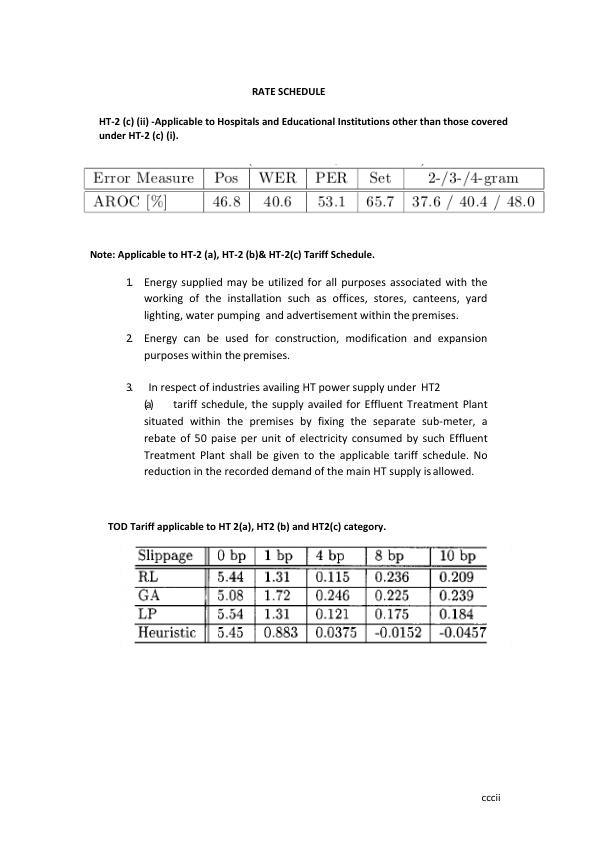 RATE SCHEDULE
HT-2 (c) (ii) -Applicable to Hospitals and Educational Institutions other than those covered
under HT-2 (c) (i).
Error Measure Pos WER PER Set 2-/3-/4-gram
AROC [%] 46.8 40.6 53.1 65.7 37.6 / 40.4 / 48.0
Note: Applicable to HT-2 (a), HT-2 (b)& HT-2(c) Tariff Schedule.
1. Energy supplied may be utilized for all purposes associated with the
working of the installation such as offices, stores, canteens, yard
lighting, water pumping and advertisement within the premises.
2. Energy can be used for construction, modification and expansion
purposes within the premises.
3. In respect of industries availing HT power supply under HT2
(a) tariff schedule, the supply availed for Effluent Treatment Plant
situated within the premises by fixing the separate sub-meter, a
rebate of 50 paise per unit of electricity consumed by such Effluent
Treatment Plant shall be given to the applicable tariff schedule. No
reduction in the recorded demand of the main HT supply is allowed.
TOD Tariff applicable to HT 2(a), HT2 (b) and HT2(c) category.
Slippage 0 bp 1 bp 4 bp 8 bp 10 bp
RL 5.44 1.31 0.115 0.236 0.209
GA 5.08 1.72 0.246 0.225 0.239
LP 5.54 1.31 0.121 0.175 0.184
Heuristic 5.45 0.883 0.0375 -0.0152 -0.0457
cccii